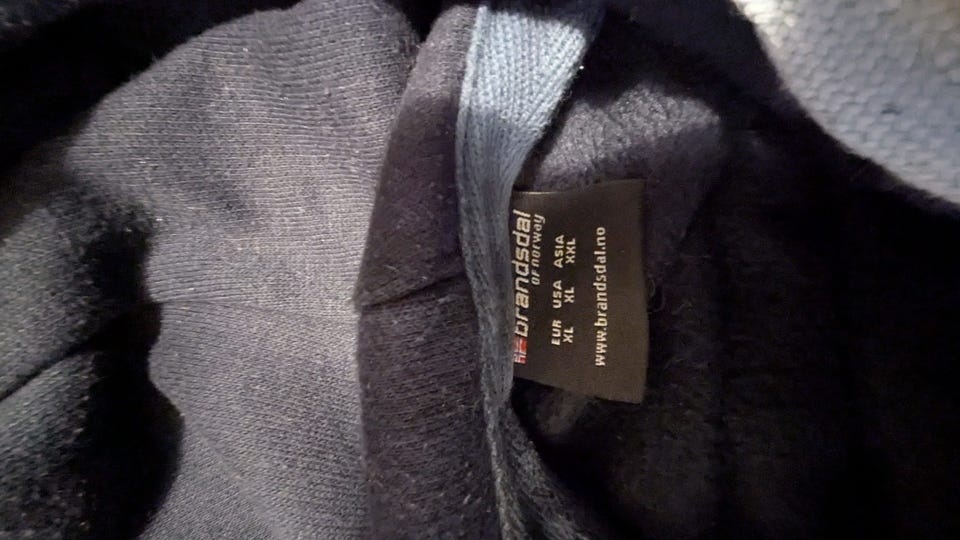 brandsdal
OF norway
EUR USA ASIA
XL XL XXL
www.brandsdal.no